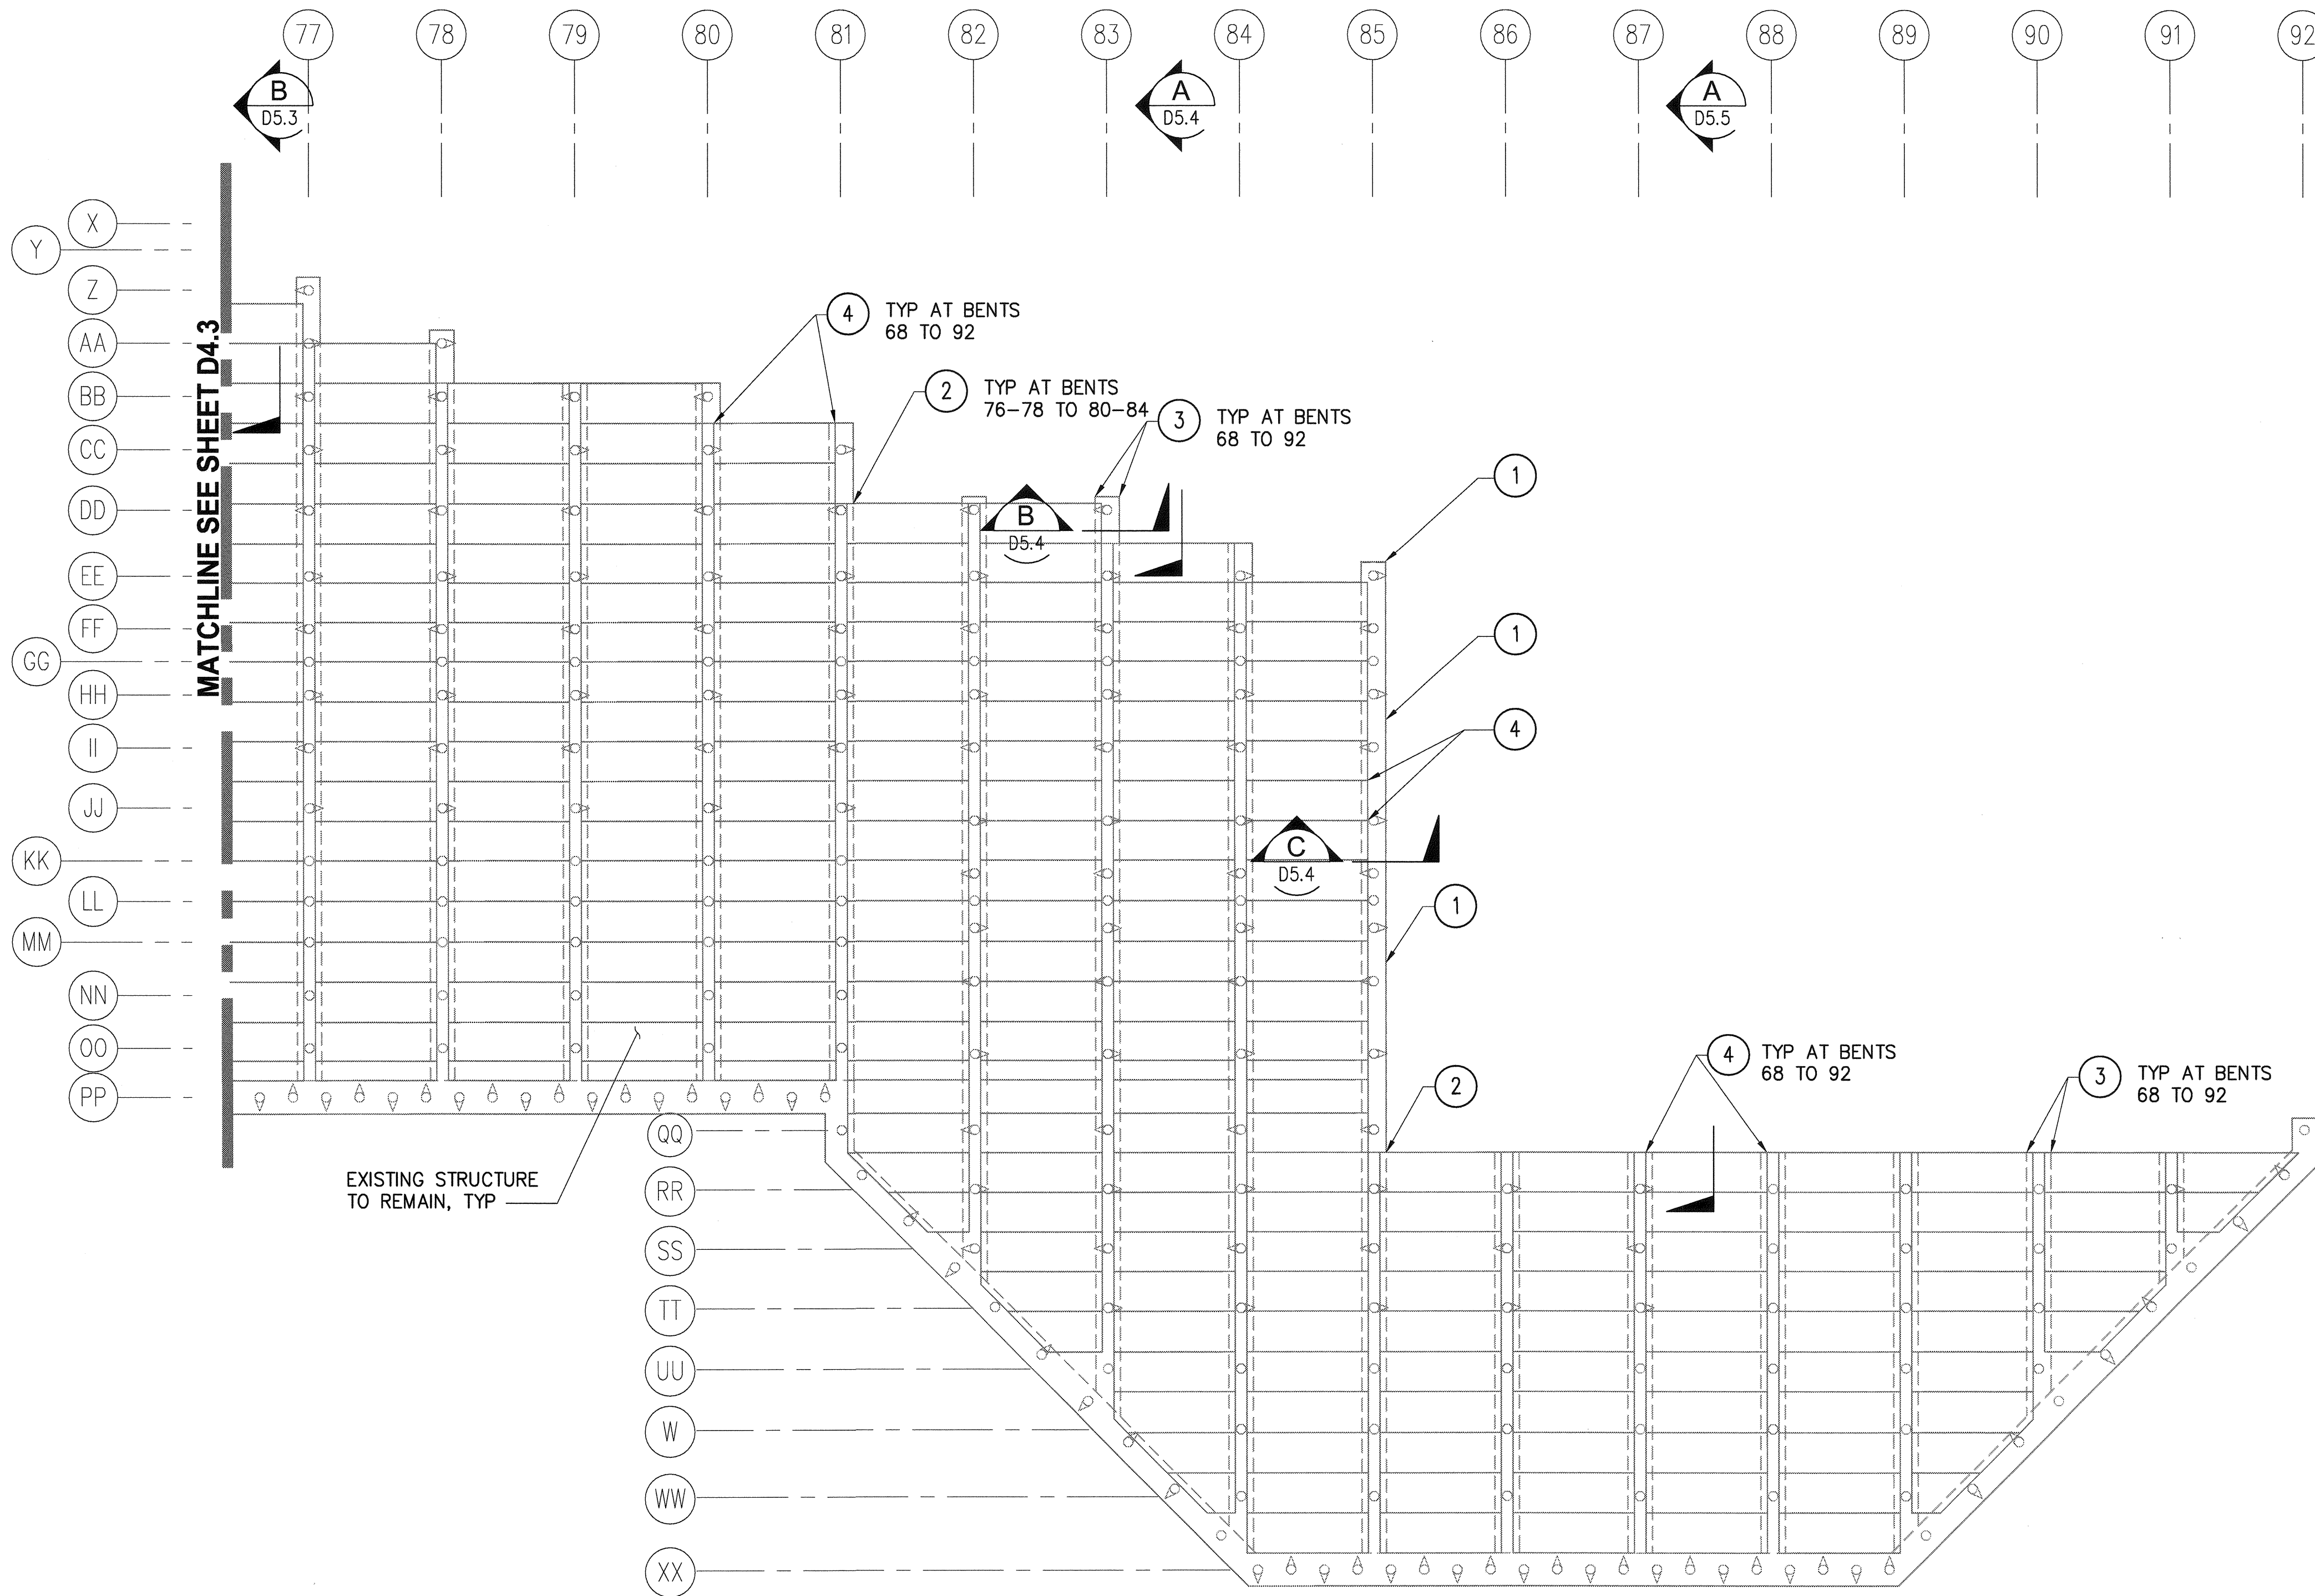 77 78 79 80 81 82 83 84 85 86 87 88 89 90 91 92
B
D5.3
A
D5.4
A
D5.5
X
Y
Z
AA
BB
CC
DD
EE
FF
GG
HH
II
JJ
KK
LL
MM
NN
OO
PP
MATCHLINE SEE SHEET D4.3
4 TYP AT BENTS
68 TO 92
2 TYP AT BENTS
76-78 TO 80-84
3 TYP AT BENTS
68 TO 92
B
D5.4
1
1
4
C
D5.4
1
2
4 TYP AT BENTS
68 TO 92
3 TYP AT BENTS
68 TO 92
EXISTING STRUCTURE
TO REMAIN, TYP
QQ
RR
SS
TT
UU
W
WW
XX